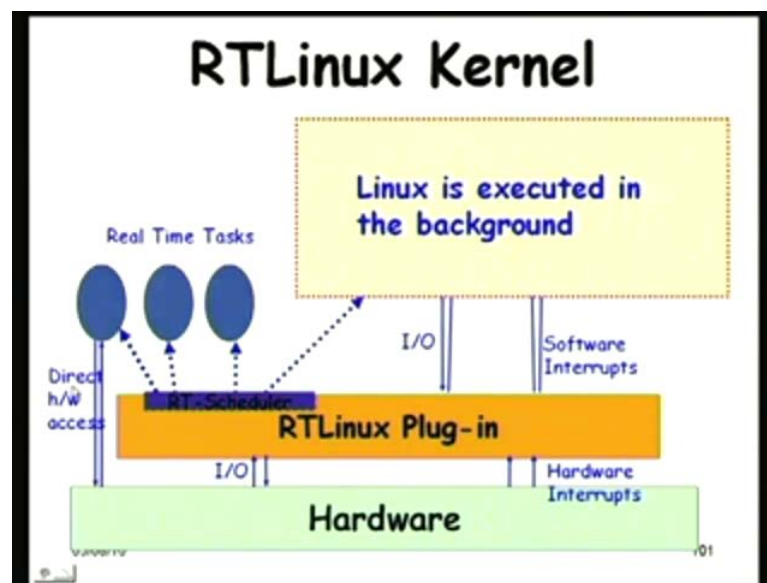 RTLinux Kernel
Linux is executed in
the background
Real Time Tasks
I/O
Software
Interrupts
Direct
h/w
access
RT-Scheduler
RTLinux Plug-in
I/O
Hardware
Interrupts
Hardware
101